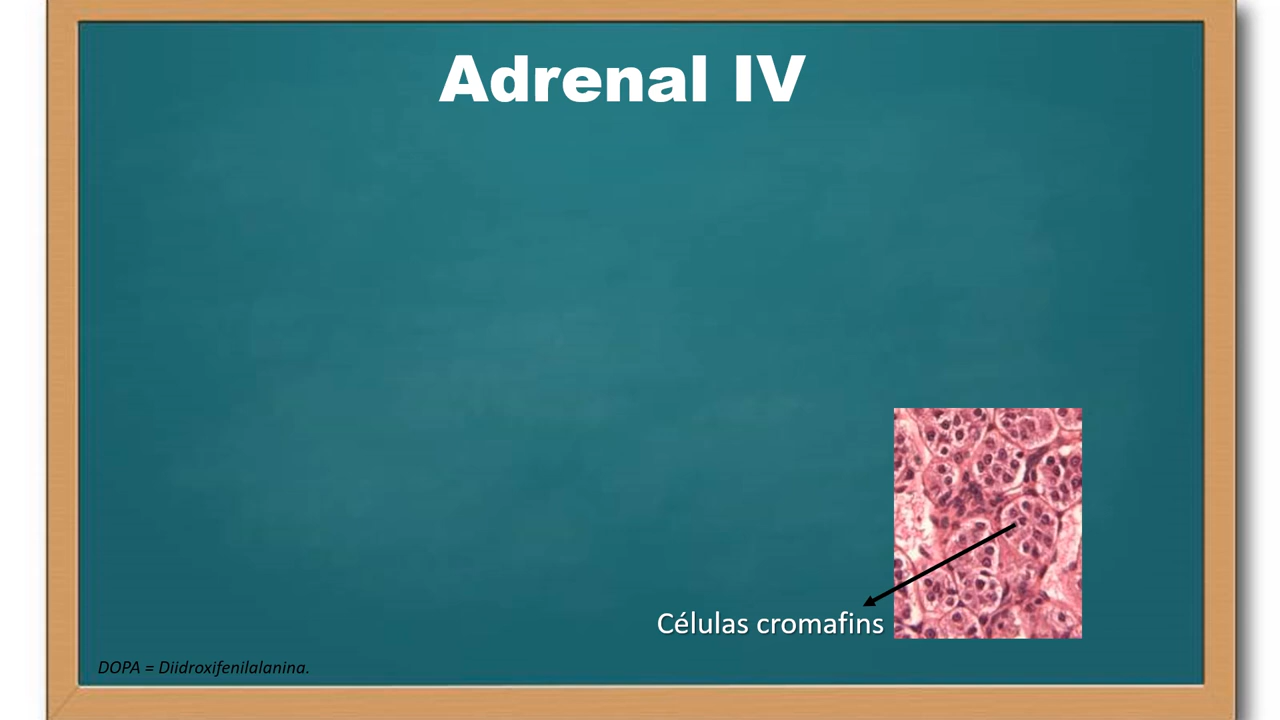 Adrenal IV
Células cromafins
DOPA = Diidroxifenilalanina.